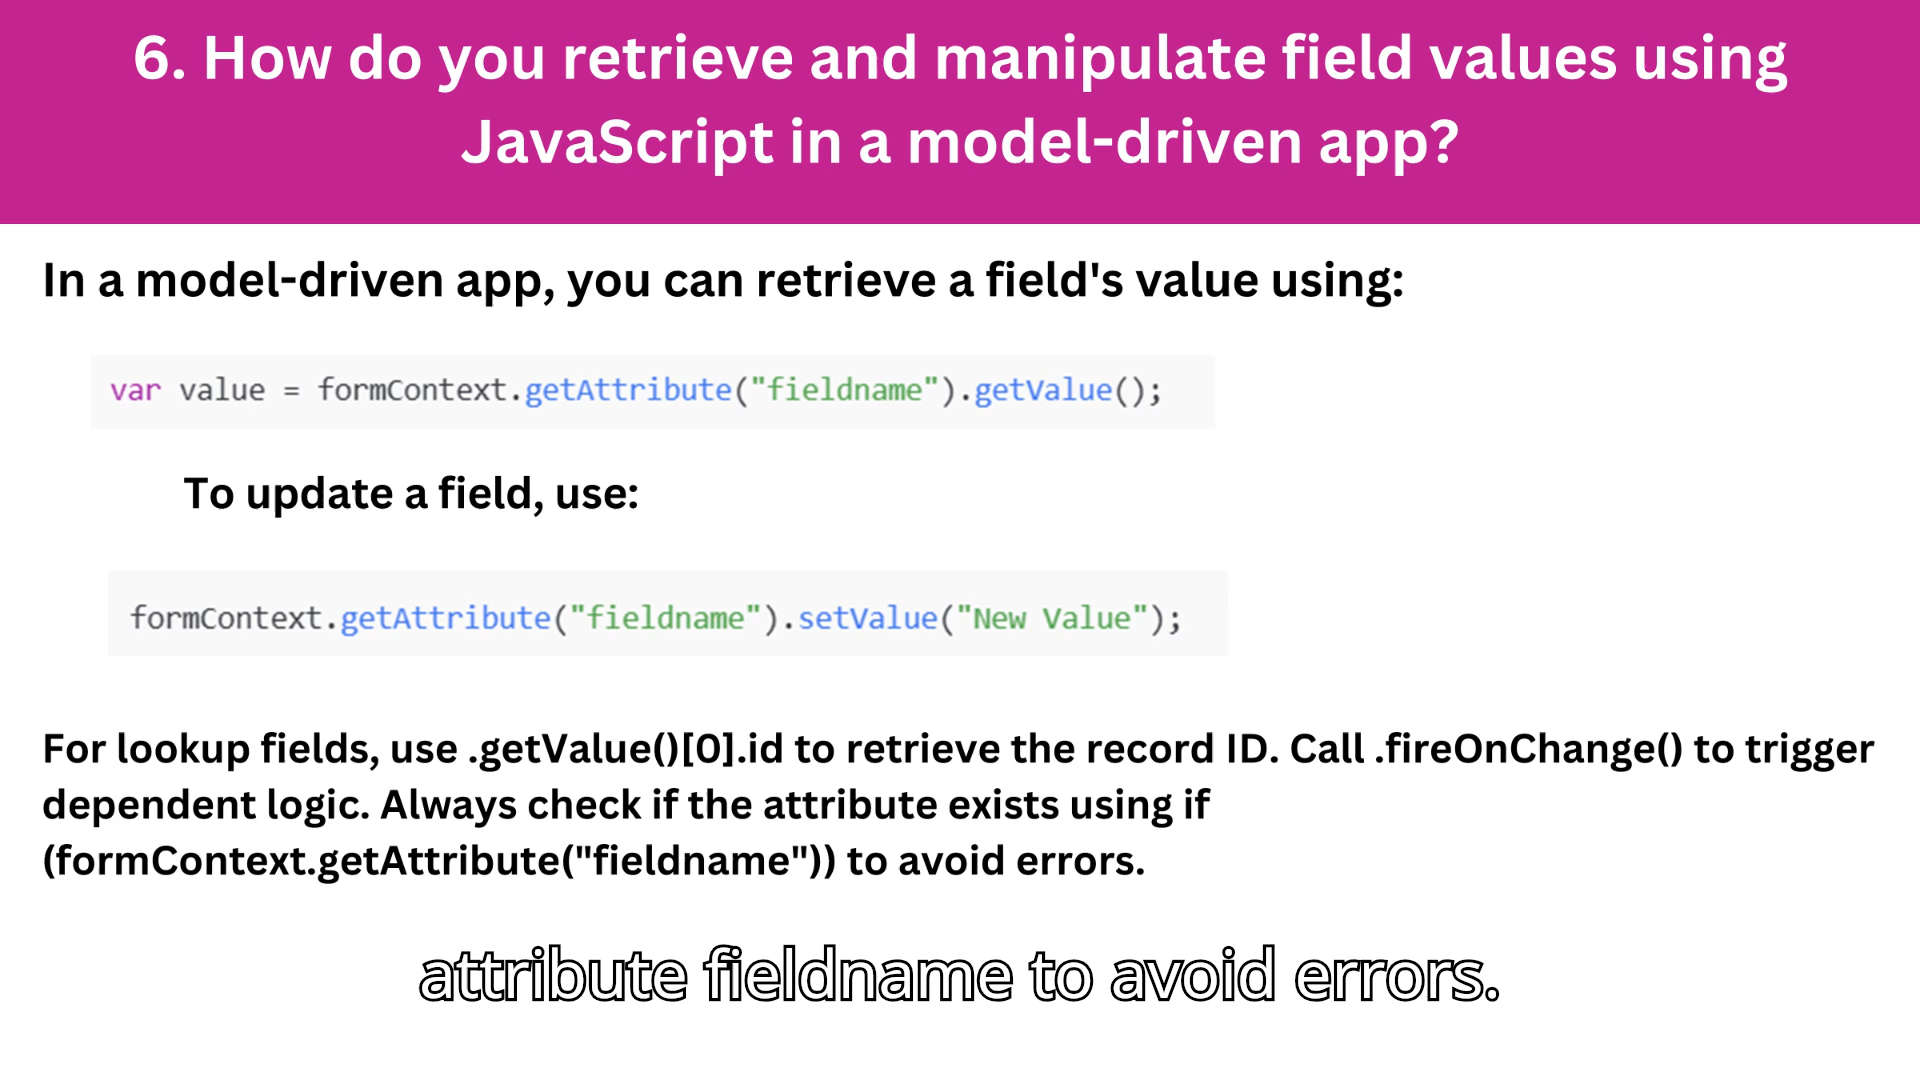 6. How do you retrieve and manipulate field values using
JavaScript in a model-driven app?
In a model-driven app, you can retrieve a field's value using:
var value = formContext.getAttribute("fieldname").getValue();
To update a field, use:
formContext.getAttribute("fieldname").setValue("New Value");
For lookup fields, use .getValue()[0].id to retrieve the record ID. Call .fireOnChange() to trigger
dependent logic. Always check if the attribute exists using if
(formContext.getAttribute("fieldname")) to avoid errors.
attribute fieldname to avoid errors.